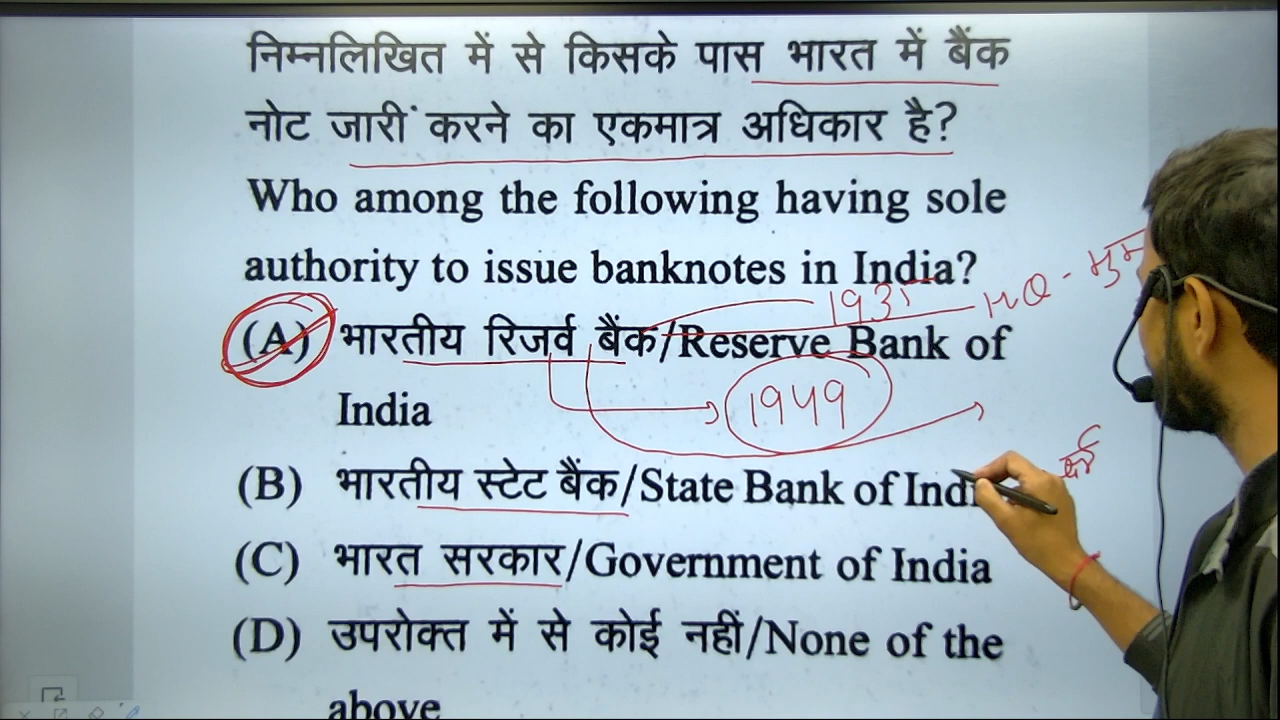 निम्नलिखित में से किसके पास भारत में बैंक
नोट जारीं करने का एकमात्र अधिकार है?
Who among the following having sole
authority to issue banknotes in India?
1935 HQ - मुम
(A) भारतीय रिजर्व बैंक/Reserve Bank of
India
1949
(B) भारतीय स्टेट बैंक/State Bank of Indi
(C) भारत सरकार/Government of India
(D) उपरोक्त में से कोई नहीं/None of the
above